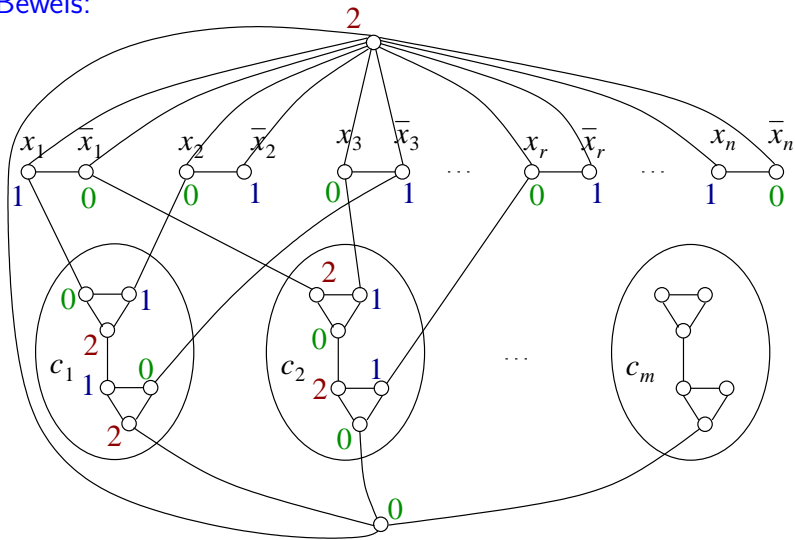 Beweis:
2
x₁ x̄₁ x₂ x̄₂ x₃ x̄₃ xᵣ x̄ᵣ xₙ x̄ₙ
... ...
1 0 0 1 0 1 0 1 1 0
0 1 2 1
2 0
c₁ 1 0 c₂ 2 1 ... cₘ
2 0
0